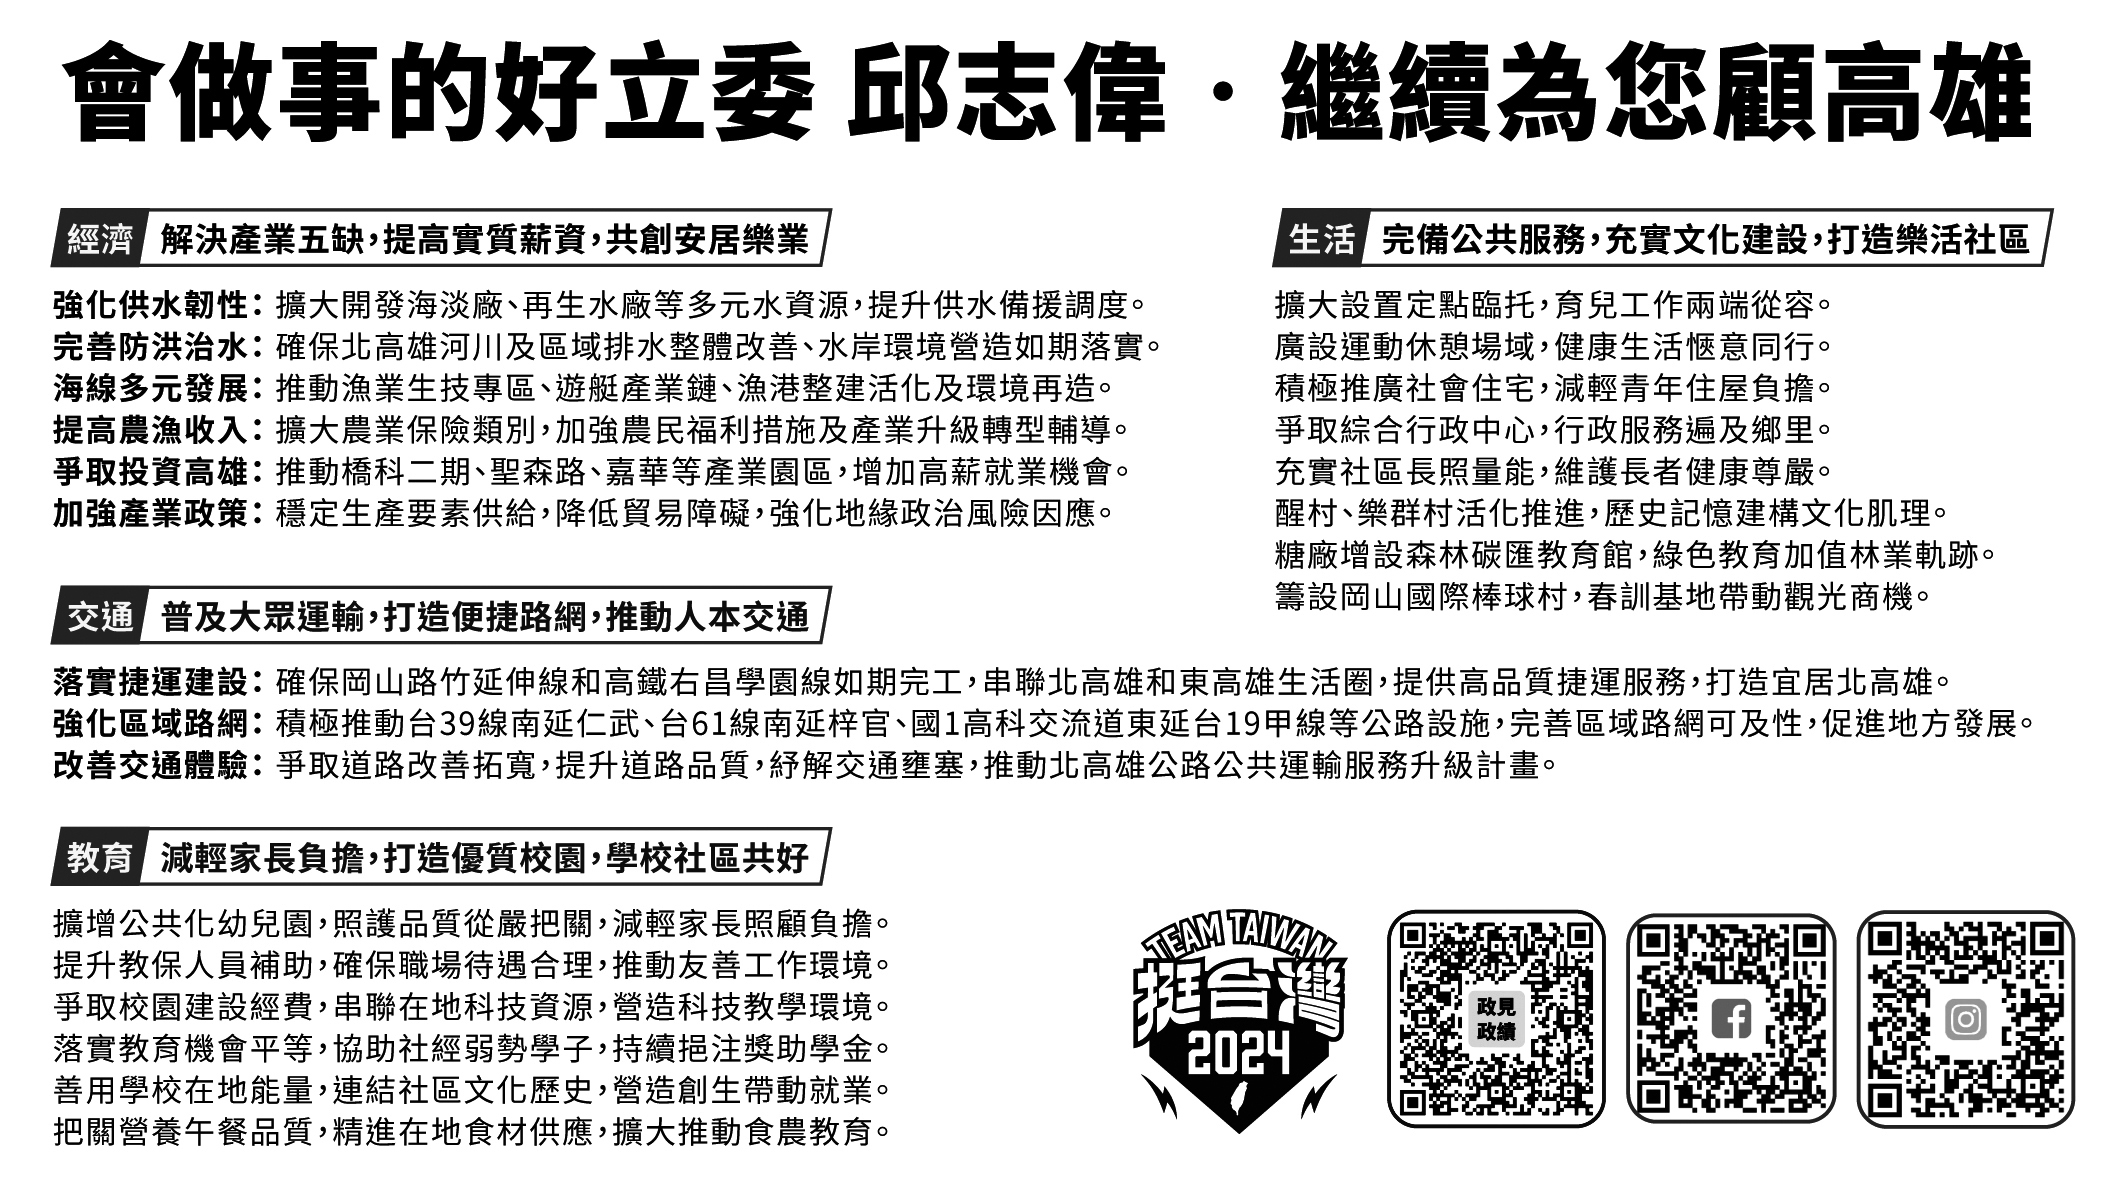 會做事的好立委 邱志偉・繼續為您顧高雄
經濟 解決產業五缺，提高實質薪資，共創安居樂業
強化供水韌性：擴大開發海淡廠、再生水廠等多元水資源，提升供水備援調度。
完善防洪治水：確保北高雄河川及區域排水整體改善、水岸環境營造如期落實。
海線多元發展：推動漁業生技專區、遊艇產業鏈、漁港整建活化及環境再造。
提高農漁收入：擴大農業保險類別，加強農民福利措施及產業升級轉型輔導。
爭取投資高雄：推動橋科二期、聖森路、嘉華等產業園區，增加高薪就業機會。
加強產業政策：穩定生產要素供給，降低貿易障礙，強化地緣政治風險因應。
生活 完備公共服務，充實文化建設，打造樂活社區
擴大設置定點臨托，育兒工作兩端從容。
廣設運動休憩場域，健康生活愜意同行。
積極推廣社會住宅，減輕青年住屋負擔。
爭取綜合行政中心，行政服務遍及鄉里。
充實社區長照量能，維護長者健康尊嚴。
醒村、樂群村活化推進，歷史記憶建構文化肌理。
糖廠增設森林碳匯教育館，綠色教育加值林業軌跡。
籌設岡山國際棒球村，春訓基地帶動觀光商機。
交通 普及大眾運輸，打造便捷路網，推動人本交通
落實捷運建設：確保岡山路竹延伸線和高鐵右昌學園線如期完工，串聯北高雄和東高雄生活圈，提供高品質捷運服務，打造宜居北高雄。
強化區域路網：積極推動台39線南延仁武、台61線南延梓官、國1高科交流道東延台19甲線等公路設施，完善區域路網可及性，促進地方發展。
改善交通體驗：爭取道路改善拓寬，提升道路品質，紓解交通壅塞，推動北高雄公路公共運輸服務升級計畫。
教育 減輕家長負擔，打造優質校園，學校社區共好
擴增公共化幼兒園，照護品質從嚴把關，減輕家長照顧負擔。
提升教保人員補助，確保職場待遇合理，推動友善工作環境。
爭取校園建設經費，串聯在地科技資源，營造科技教學環境。
落實教育機會平等，協助社經弱勢學子，持續挹注獎助學金。
善用學校在地能量，連結社區文化歷史，營造創生帶動就業。
把關營養午餐品質，精進在地食材供應，擴大推動食農教育。
TEAM TAIWAN
挺台灣
2024
政見
政績